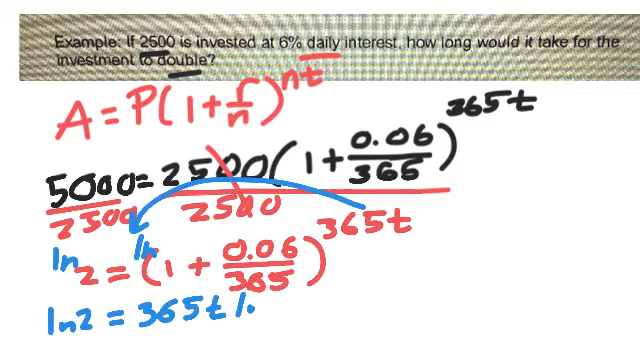 Example: If 2500 is invested at 6% daily interest, how long would it take for the
investment to double?
A = P(1 + r/n)^nt
5000 = 2500(1 + 0.06/365)^365t
2500 2500
ln 2 = ln(1 + 0.06/365)^365t
ln2 = 365t l